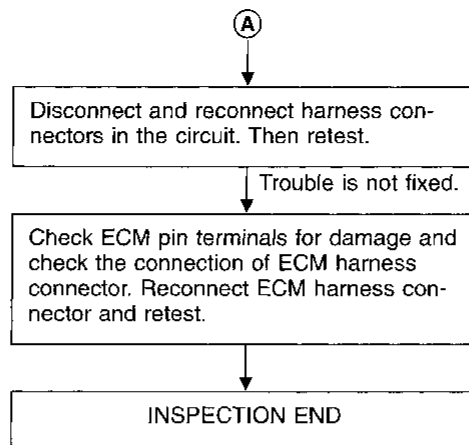 A
Disconnect and reconnect harness con-
nectors in the circuit. Then retest.
Trouble is not fixed.
Check ECM pin terminals for damage and
check the connection of ECM harness
connector. Reconnect ECM harness con-
nector and retest.
INSPECTION END